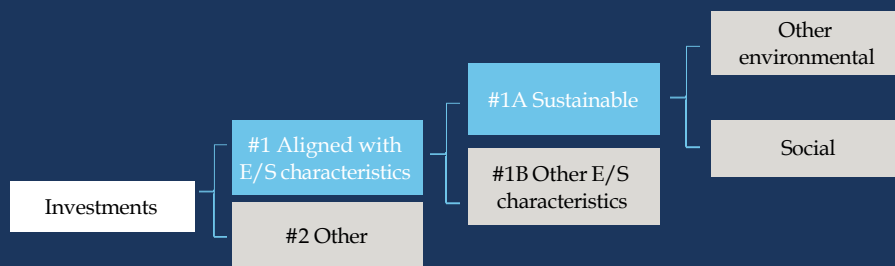 Investments
#1 Aligned with
E/S characteristics
#2 Other
#1A Sustainable
#1B Other E/S
characteristics
Other
environmental
Social